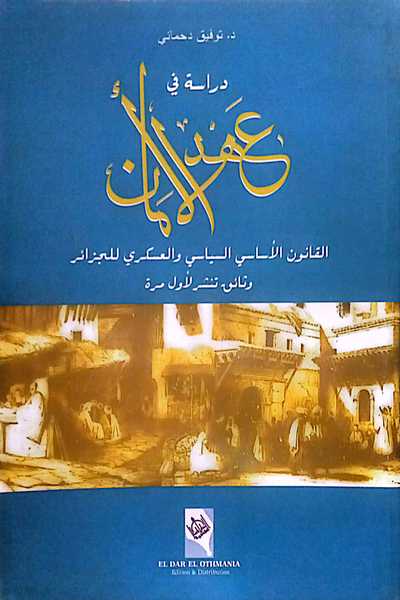 د. توفيق دحماني
دراسة في
عهد الأمان
القانون الأساسي السياسي والعسكري للجزائر
وثائق تنشر لأول مرة
EL DAR EL OTHMANIA
Edition & Distribution